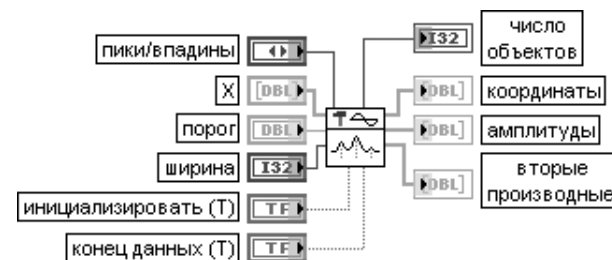 пики/впадины
X
[DBL]
порог
DBL
ширина
I32
инициализировать (T)
TF
конец данных (T)
TF
I32
число
объектов
[DBL]
координаты
[DBL]
амплитуды
[DBL]
вторые
производные